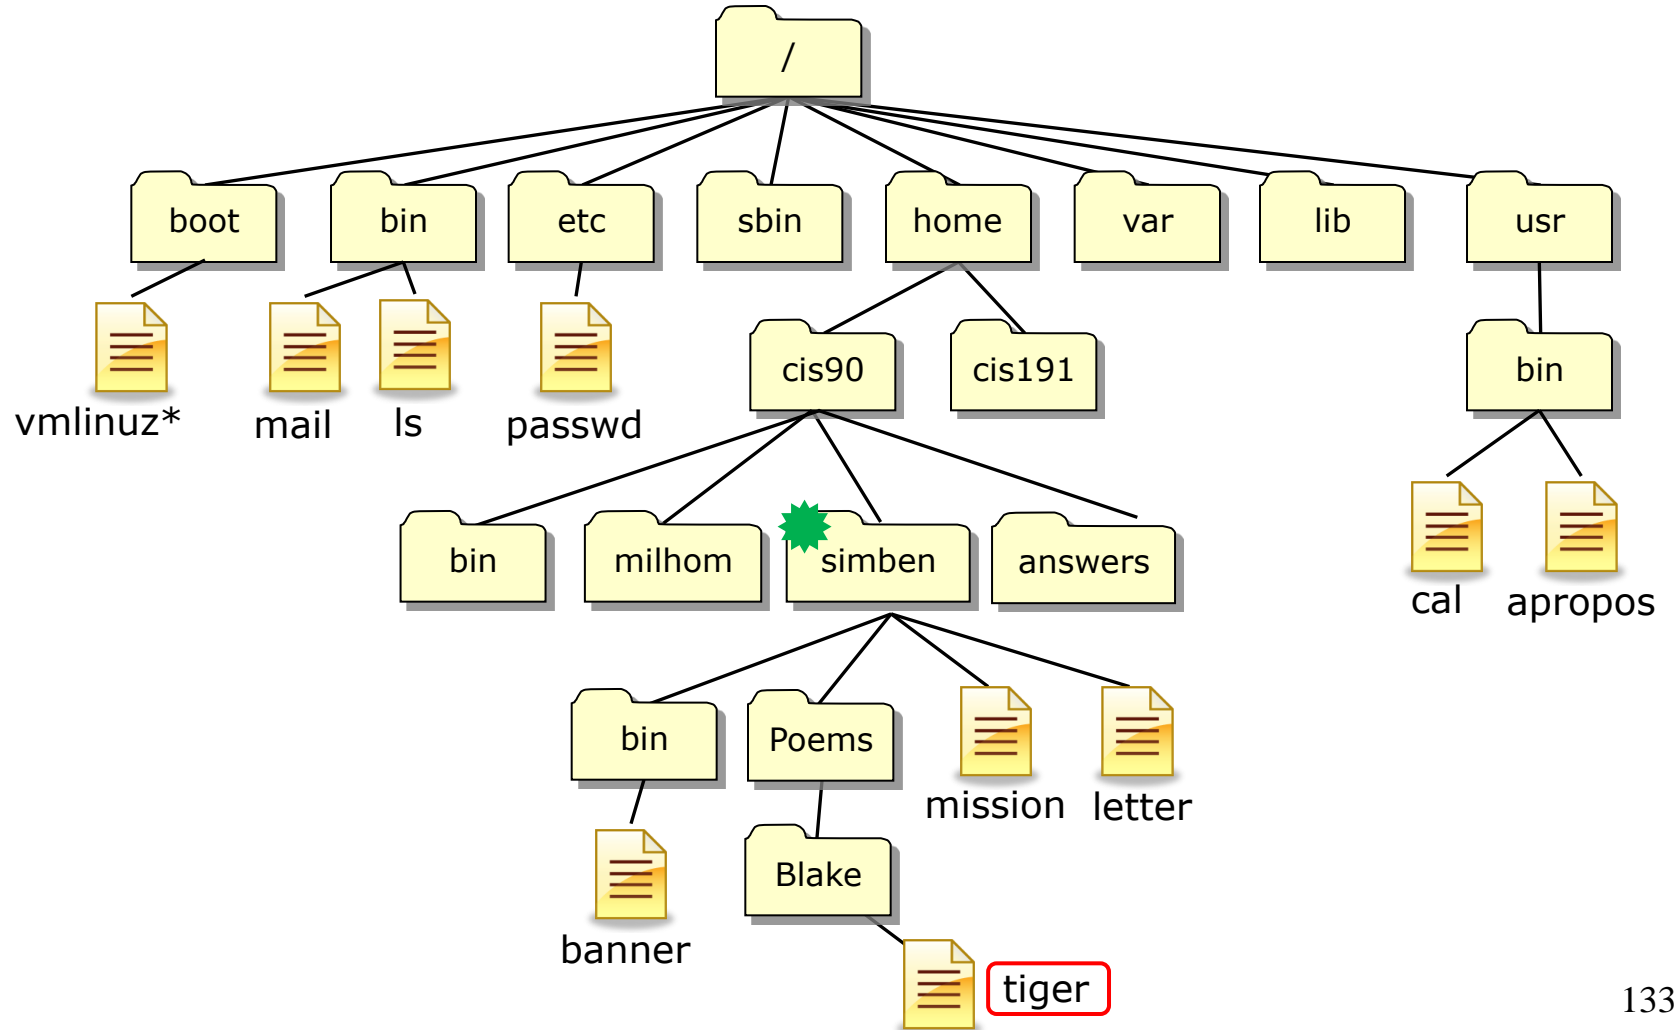 /
boot
bin
etc
sbin
home
var
lib
usr
vmlinuz*
mail
ls
passwd
cis90
cis191
bin
bin
milhom
simben
answers
cal
apropos
bin
Poems
mission
letter
Blake
banner
tiger
133